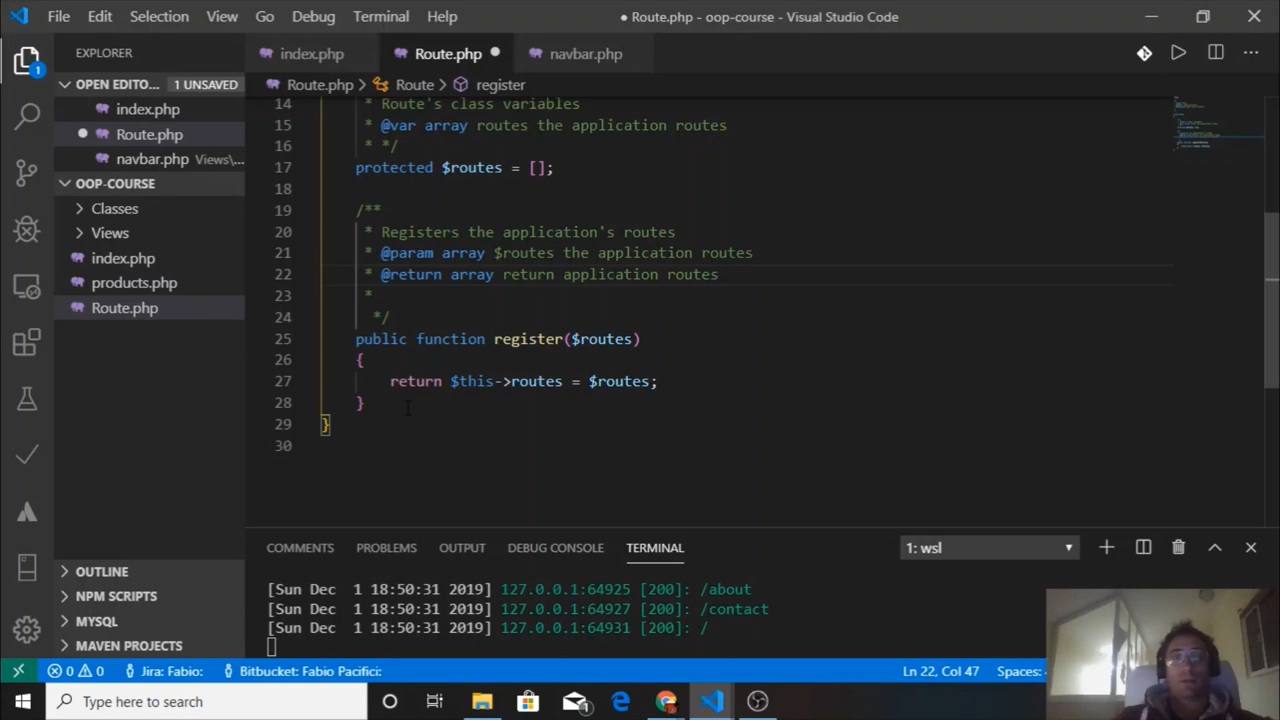 File Edit Selection View Go Debug Terminal Help
● Route.php - oop-course - Visual Studio Code
EXPLORER
index.php
Route.php
navbar.php
OPEN EDITO... 1 UNSAVED
index.php
Route.php
navbar.php Views\...
OOP-COURSE
Classes
Views
index.php
products.php
Route.php
OUTLINE
NPM SCRIPTS
MYSQL
MAVEN PROJECTS
1
Route.php > Route > register
14 * Route's class variables
15 * @var array routes the application routes
16 * */
17 protected $routes = [];
18
19 /**
20 * Registers the application's routes
21 * @param array $routes the application routes
22 * @return array return application routes
23 *
24 */
25 public function register($routes)
26 {
27 return $this->routes = $routes;
28 }
29 }
30
COMMENTS PROBLEMS OUTPUT DEBUG CONSOLE TERMINAL 1: wsl
[Sun Dec 1 18:50:31 2019] 127.0.0.1:64925 [200]: /about
[Sun Dec 1 18:50:31 2019] 127.0.0.1:64927 [200]: /contact
[Sun Dec 1 18:50:31 2019] 127.0.0.1:64931 [200]: /
0 0 Jira: Fabio: Bitbucket: Fabio Pacifici: Ln 22, Col 47 Spaces:
Type here to search
1